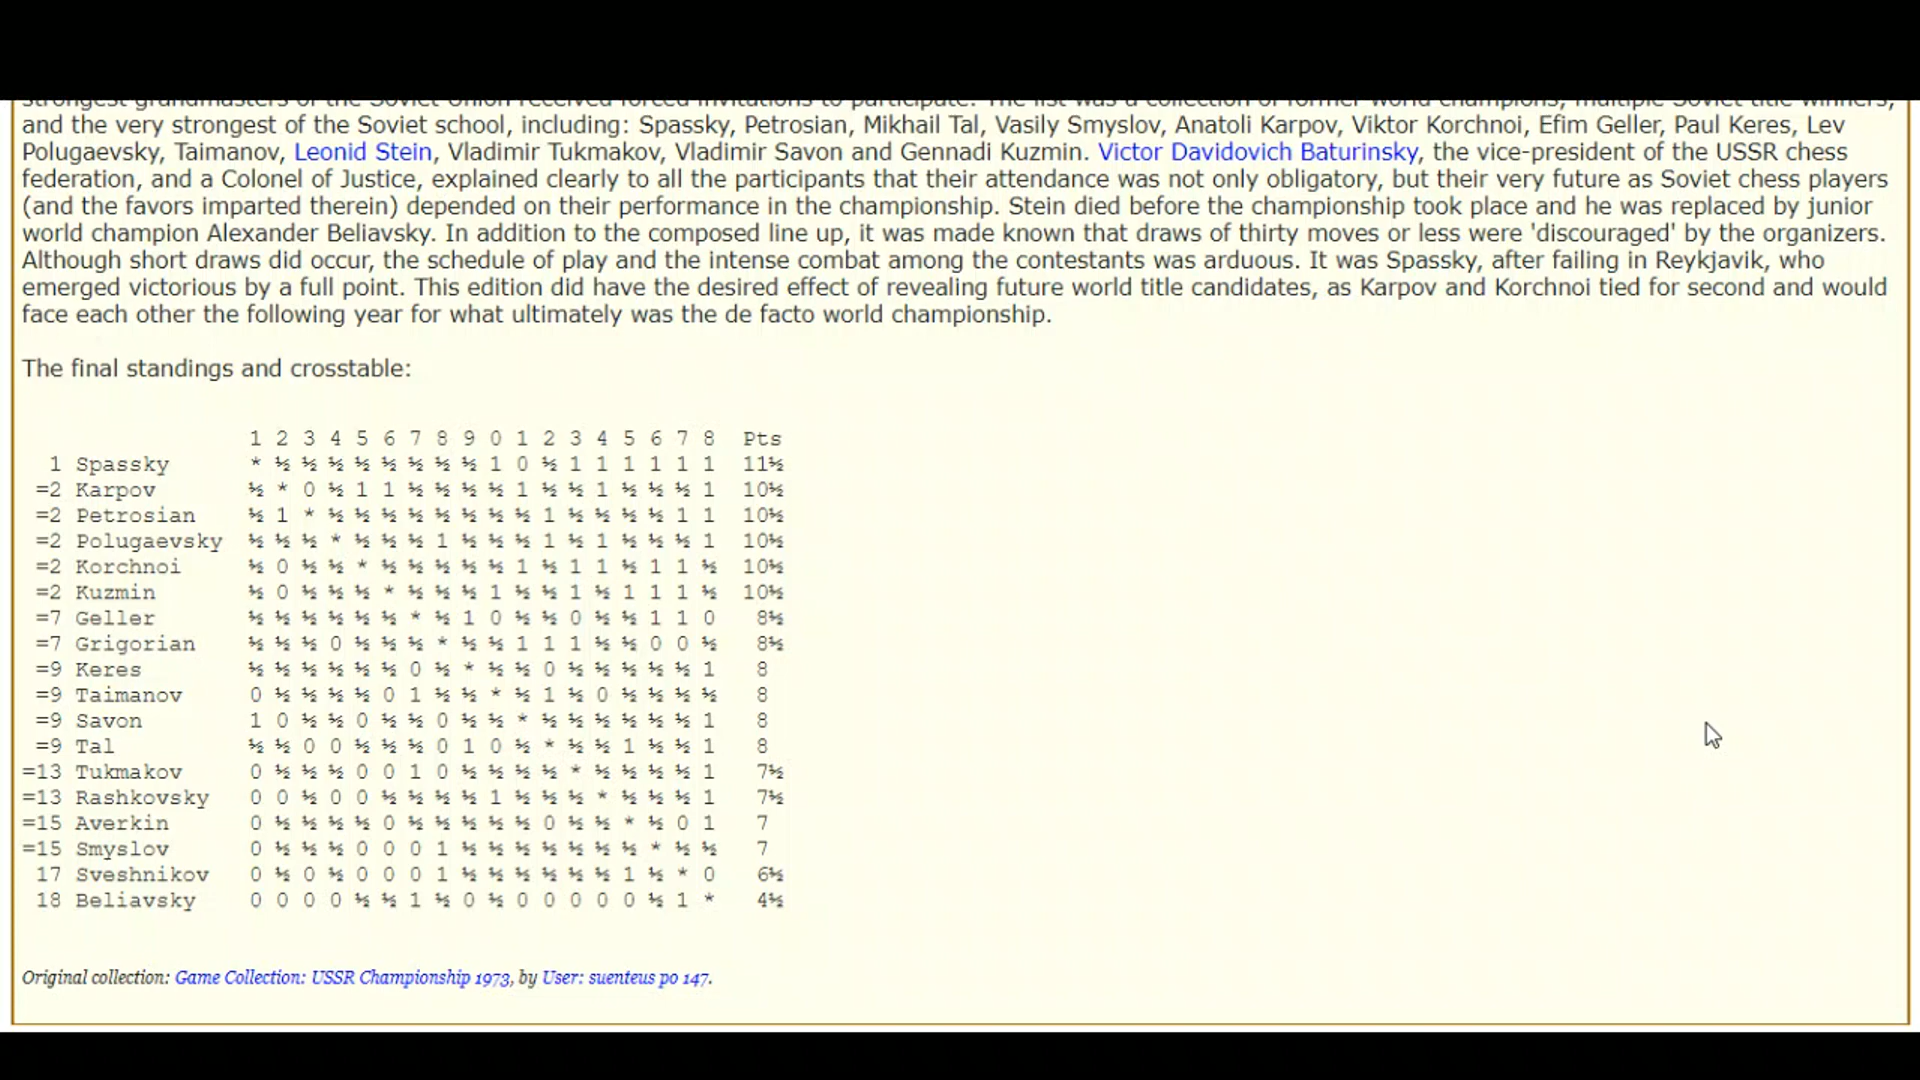 strongest grandmasters of the Soviet Union received forced invitations to participate. The list was a collection of former world champions, multiple Soviet title winners,
and the very strongest of the Soviet school, including: Spassky, Petrosian, Mikhail Tal, Vasily Smyslov, Anatoli Karpov, Viktor Korchnoi, Efim Geller, Paul Keres, Lev
Polugaevsky, Taimanov, Leonid Stein, Vladimir Tukmakov, Vladimir Savon and Gennadi Kuzmin. Victor Davidovich Baturinsky, the vice-president of the USSR chess
federation, and a Colonel of Justice, explained clearly to all the participants that their attendance was not only obligatory, but their very future as Soviet chess players
(and the favors imparted therein) depended on their performance in the championship. Stein died before the championship took place and he was replaced by junior
world champion Alexander Beliavsky. In addition to the composed line up, it was made known that draws of thirty moves or less were 'discouraged' by the organizers.
Although short draws did occur, the schedule of play and the intense combat among the contestants was arduous. It was Spassky, after failing in Reykjavik, who
emerged victorious by a full point. This edition did have the desired effect of revealing future world title candidates, as Karpov and Korchnoi tied for second and would
face each other the following year for what ultimately was the de facto world championship.
The final standings and crosstable:
1 2 3 4 5 6 7 8 9 0 1 2 3 4 5 6 7 8 Pts
1 Spassky * ½ ½ ½ ½ ½ ½ ½ ½ 1 0 ½ 1 1 1 1 1 1 11½
=2 Karpov ½ * 0 ½ 1 1 ½ ½ ½ ½ 1 ½ ½ 1 ½ ½ ½ 1 10½
=2 Petrosian ½ 1 * ½ ½ ½ ½ ½ ½ ½ ½ 1 ½ ½ ½ ½ 1 1 10½
=2 Polugaevsky ½ ½ ½ * ½ ½ ½ 1 ½ ½ ½ 1 ½ 1 ½ ½ ½ 1 10½
=2 Korchnoi ½ 0 ½ ½ * ½ ½ ½ ½ ½ 1 ½ 1 1 ½ 1 1 ½ 10½
=2 Kuzmin ½ 0 ½ ½ ½ * ½ ½ ½ 1 ½ ½ 1 ½ 1 1 1 ½ 10½
=7 Geller ½ ½ ½ ½ ½ ½ * ½ 1 0 ½ ½ 0 ½ ½ 1 1 0 8½
=7 Grigorian ½ ½ ½ 0 ½ ½ ½ * ½ ½ 1 1 1 ½ ½ 0 0 ½ 8½
=9 Keres ½ ½ ½ ½ ½ ½ 0 ½ * ½ ½ 0 ½ ½ ½ ½ ½ 1 8
=9 Taimanov 0 ½ ½ ½ ½ 0 1 ½ ½ * ½ 1 ½ 0 ½ ½ ½ ½ 8
=9 Savon 1 0 ½ ½ 0 ½ ½ 0 ½ ½ * ½ ½ ½ ½ ½ ½ 1 8
=9 Tal ½ ½ 0 0 ½ ½ ½ 0 1 0 ½ * ½ ½ 1 ½ ½ 1 8
=13 Tukmakov 0 ½ ½ ½ 0 0 1 0 ½ ½ ½ ½ * ½ ½ ½ ½ 1 7½
=13 Rashkovsky 0 0 ½ 0 0 ½ ½ ½ ½ 1 ½ ½ ½ * ½ ½ ½ 1 7½
=15 Averkin 0 ½ ½ ½ ½ 0 ½ ½ ½ ½ ½ 0 ½ ½ * ½ 0 1 7
=15 Smyslov 0 ½ ½ ½ 0 0 0 1 ½ ½ ½ ½ ½ ½ ½ * ½ ½ 7
17 Sveshnikov 0 ½ 0 ½ 0 0 0 1 ½ ½ ½ ½ ½ ½ 1 ½ * 0 6½
18 Beliavsky 0 0 0 0 ½ ½ 1 ½ 0 ½ 0 0 0 0 0 ½ 1 * 4½
Original collection: Game Collection: USSR Championship 1973, by User: suenteus po 147.